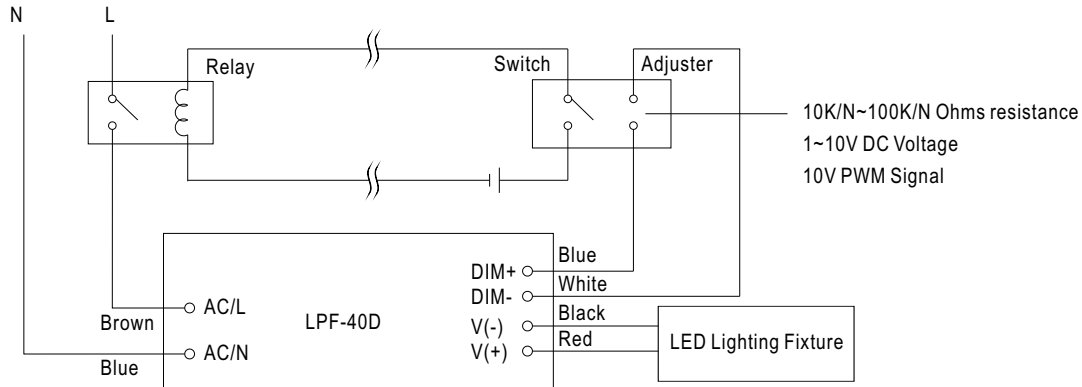 N
L
Relay
Switch
Adjuster
10K/N~100K/N Ohms resistance
1~10V DC Voltage
10V PWM Signal
Blue
DIM+
White
DIM-
Black
V(-)
Red
V(+)
LED Lighting Fixture
LPF-40D
AC/L
Brown
AC/N
Blue